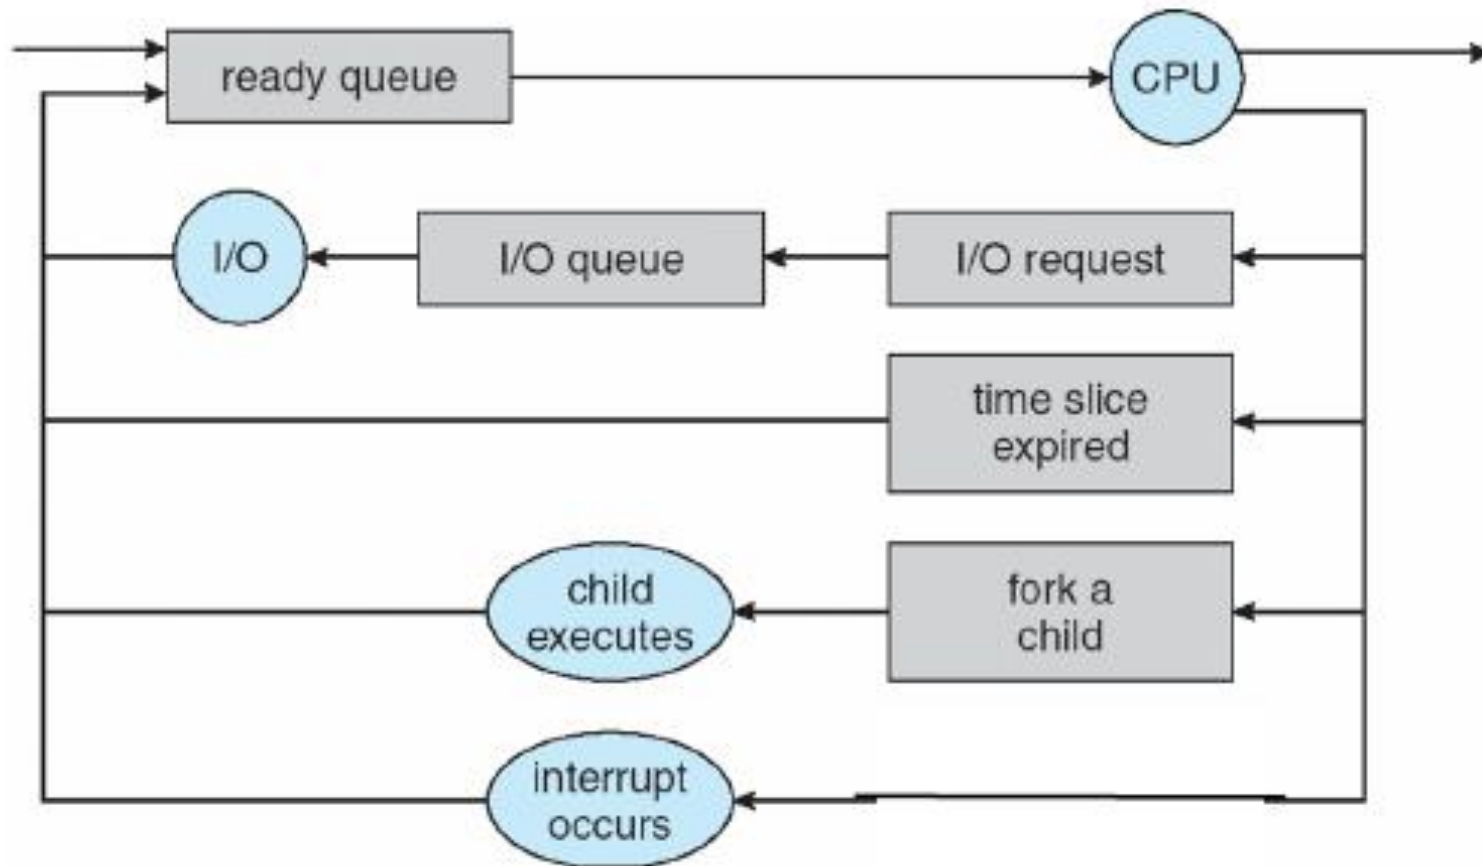 ready queue
CPU
I/O
I/O queue
I/O request
time slice
expired
child
executes
fork a
child
interrupt
occurs